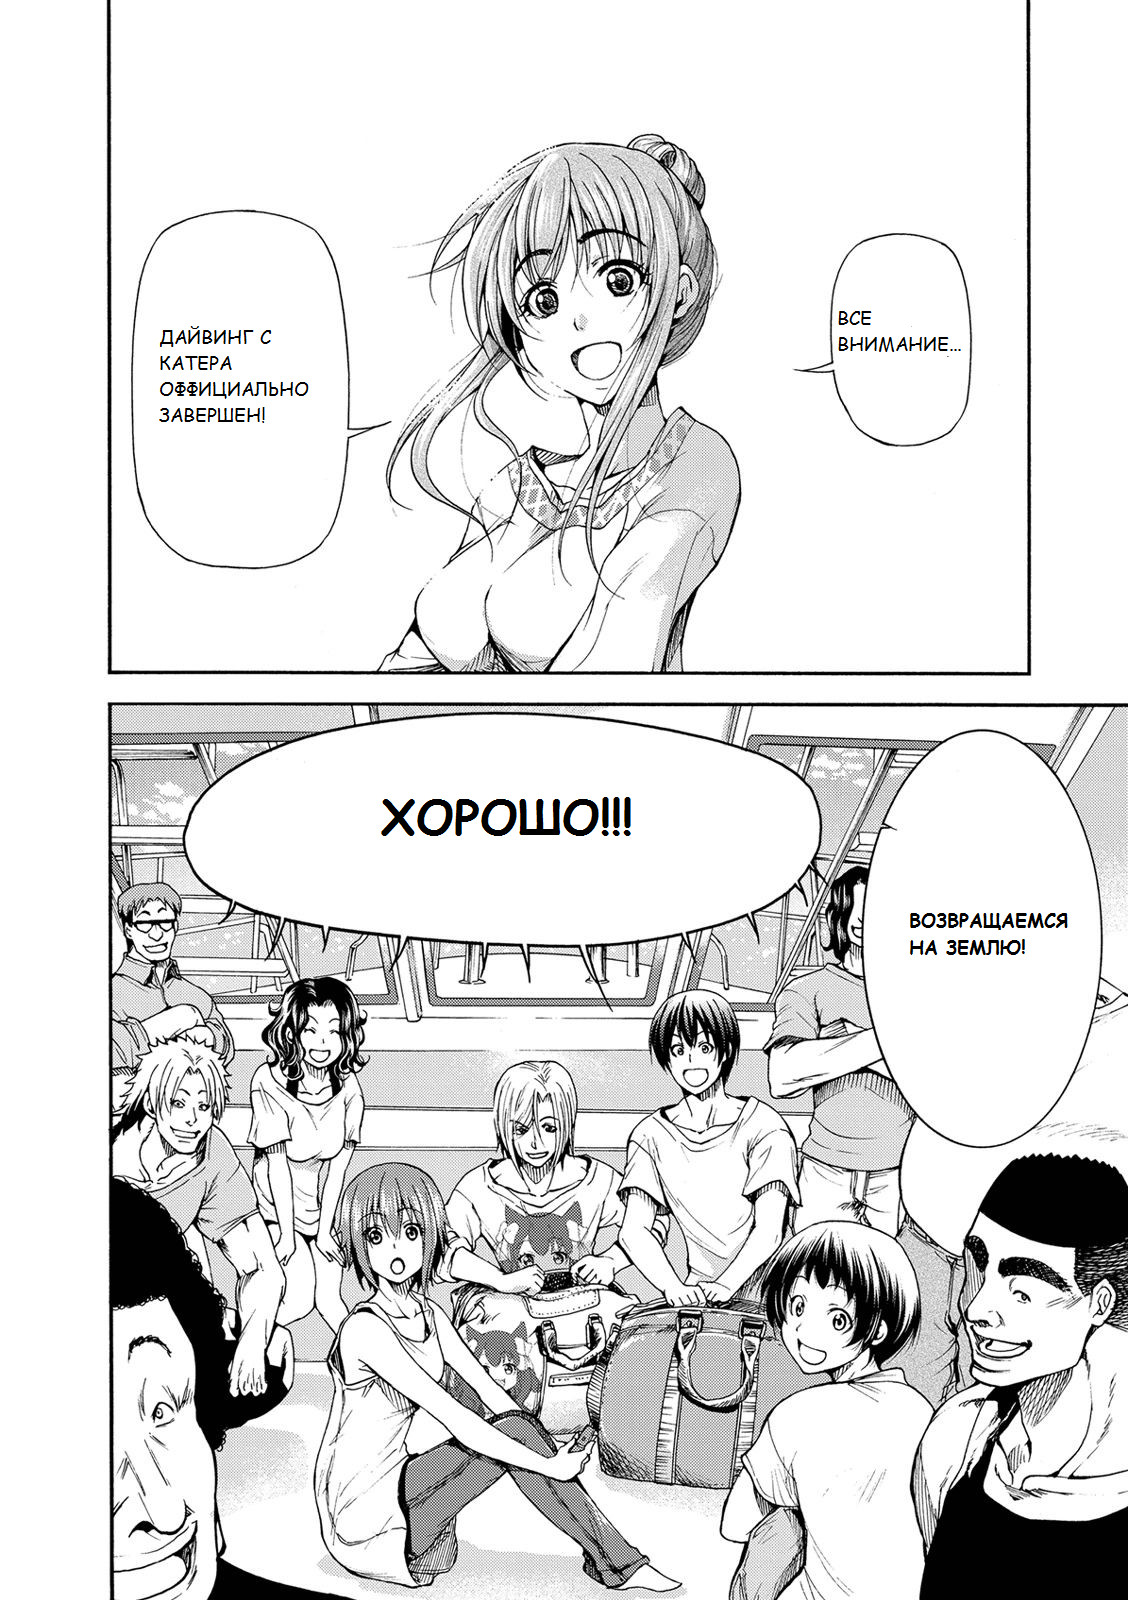 ВСЕ
ВНИМАНИЕ...
ДАЙВИНГ С
КАТЕРА
ОФФИЦИАЛЬНО
ЗАВЕРШЕН!
ВОЗВРАЩАЕМСЯ
НА ЗЕМЛЮ!
ХОРОШО!!!